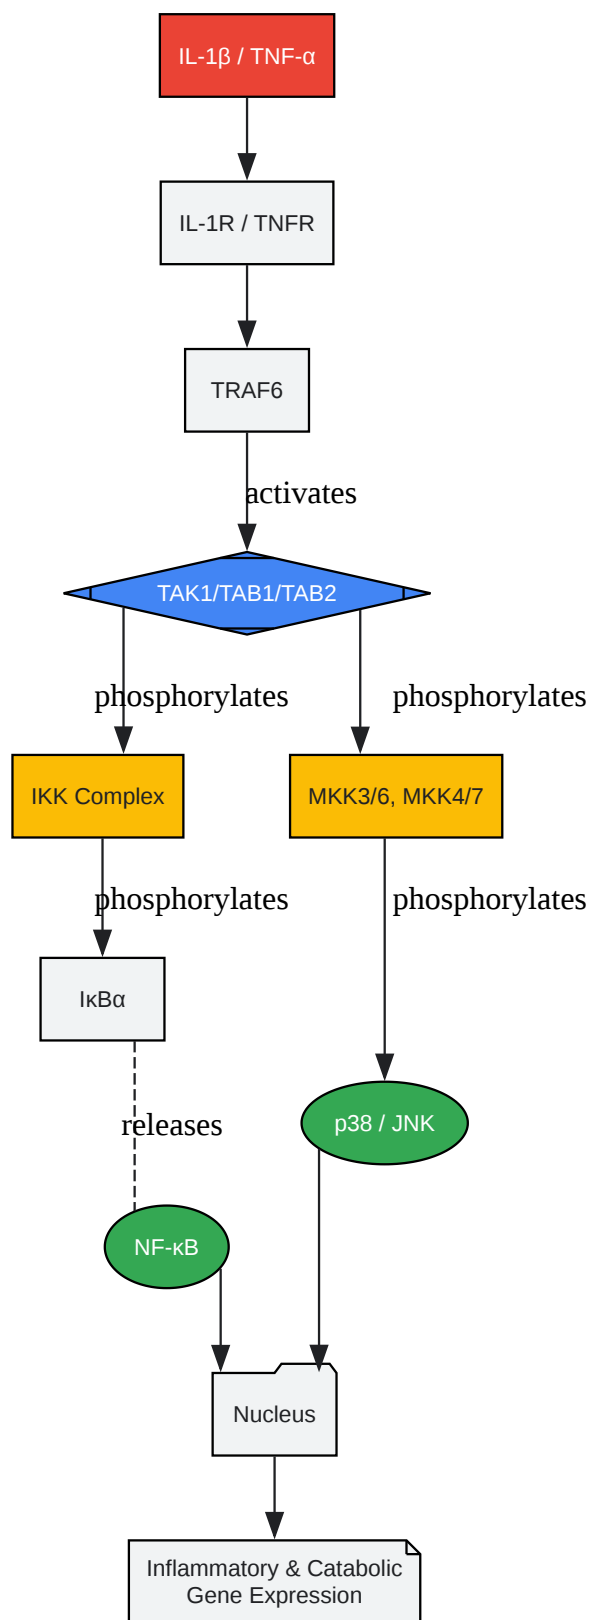 IL-1β / TNF-α
IL-1R / TNFR
TRAF6
activates
TAK1/TAB1/TAB2
phosphorylates
phosphorylates
IKK Complex
MKK3/6, MKK4/7
phosphorylates
phosphorylates
IκBα
releases
p38 / JNK
NF-κB
Nucleus
Inflammatory & Catabolic
Gene Expression